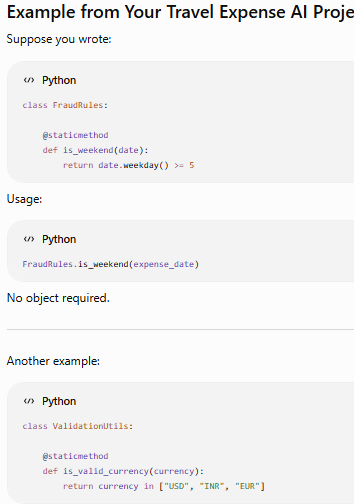 Example from Your Travel Expense AI Proje
Suppose you wrote:
</> Python
class FraudRules:
    @staticmethod
    def is_weekend(date):
        return date.weekday() >= 5
Usage:
</> Python
FraudRules.is_weekend(expense_date)
No object required.
Another example:
</> Python
class ValidationUtils:
    @staticmethod
    def is_valid_currency(currency):
        return currency in ["USD", "INR", "EUR"]